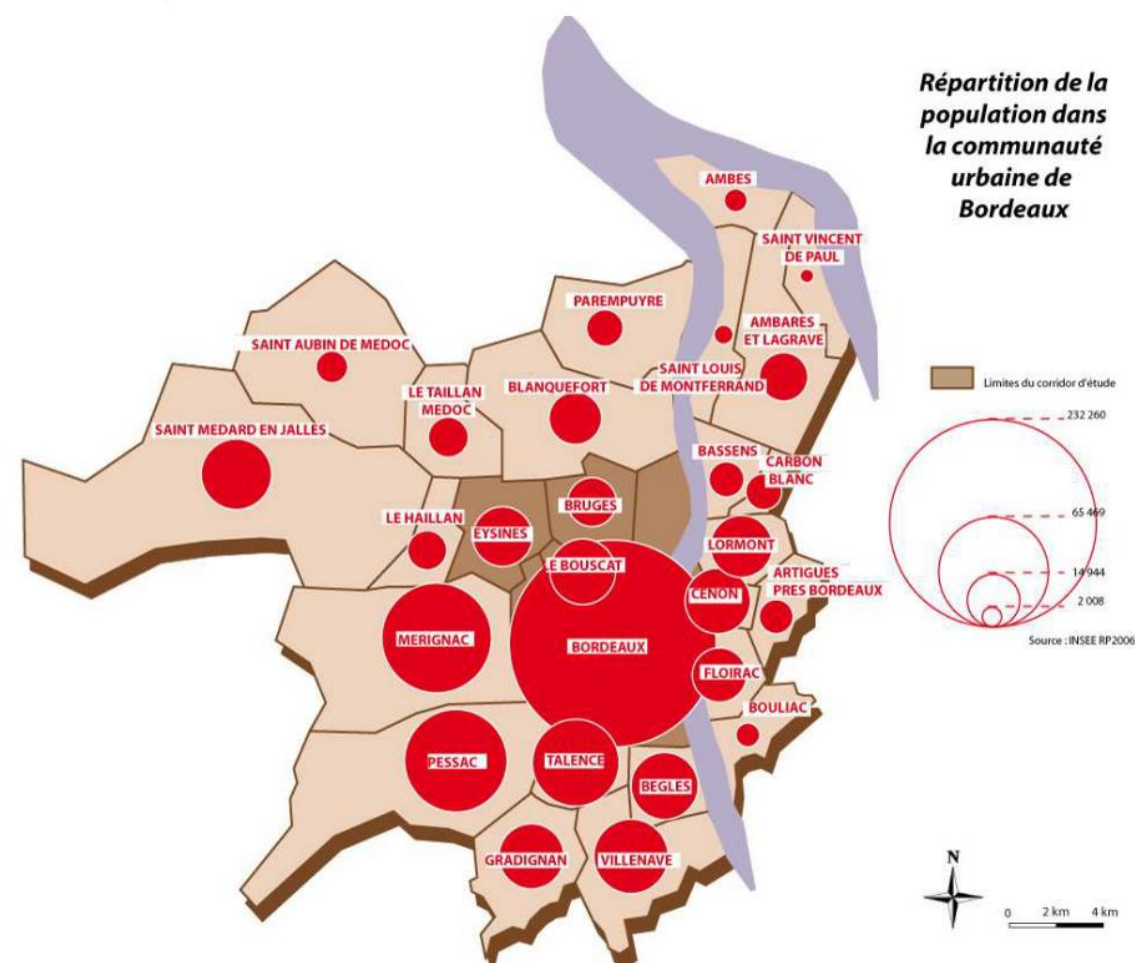 Répartition de la
population dans
la communauté
urbaine de
Bordeaux
AMBES
SAINT VINCENT
DE PAUL
PAREMPUYRE
AMBARES
ET LAGRAVE
SAINT AUBIN DE MEDOC
SAINT LOUIS
DE MONTFERRAND
LE TAILLAN
MEDOC
BLANQUEFORT
SAINT MEDARD EN JALLES
BASSENS
CARBON
BLANC
LE HAILLAN
BRUGES
EYSINES
LORMONT
LE BOUSCAT
ARTIGUES
PRES BORDEAUX
CENON
MERIGNAC
BORDEAUX
FLOIRAC
BOULIAC
PESSAC
TALENCE
BEGLES
GRADIGNAN
VILLENAVE
Limites du corridor d'étude
232 260
65 469
14 944
2 008
Source : INSEE RP2006
N
0 2 km 4 km